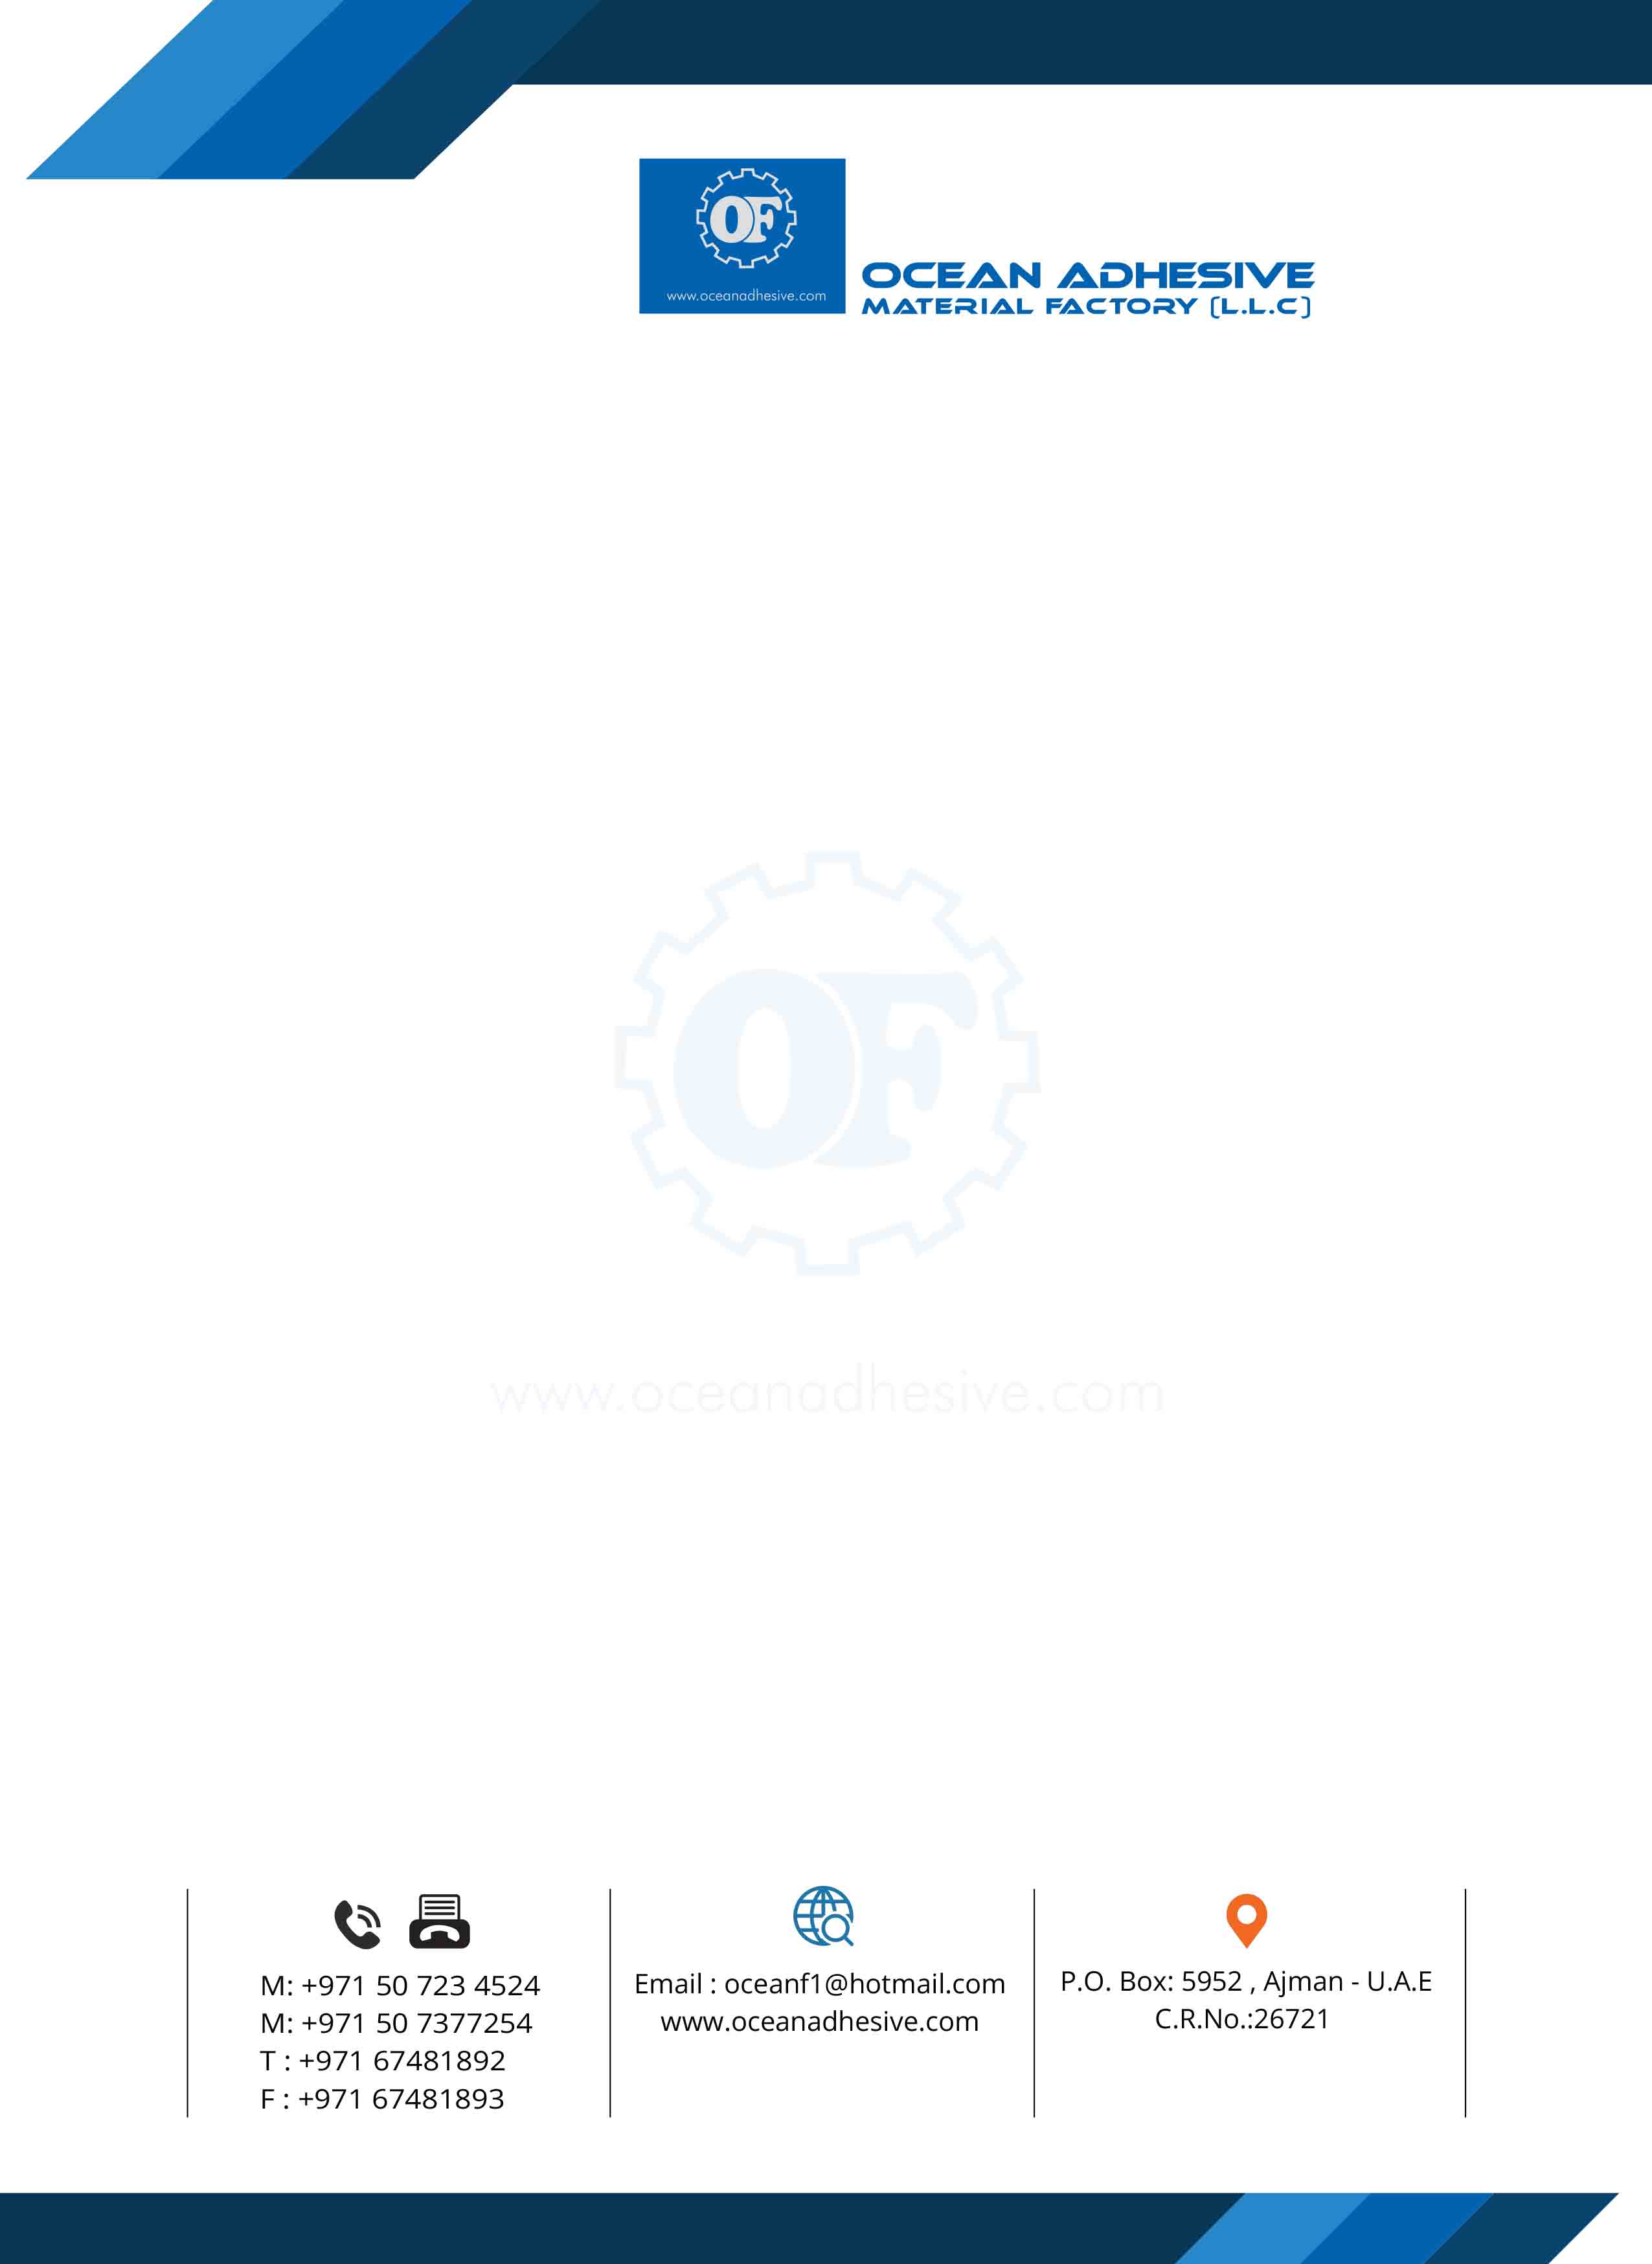 OF
www.oceanadhesive.com
OCEAN ADHESIVE
MATERIAL FACTORY (L.L.C)
OF
www.oceanadhesive.com
M: +971 50 723 4524
M: +971 50 7377254
T : +971 67481892
F : +971 67481893
Email : oceanf1@hotmail.com
www.oceanadhesive.com
P.O. Box: 5952 , Ajman - U.A.E
C.R.No.:26721